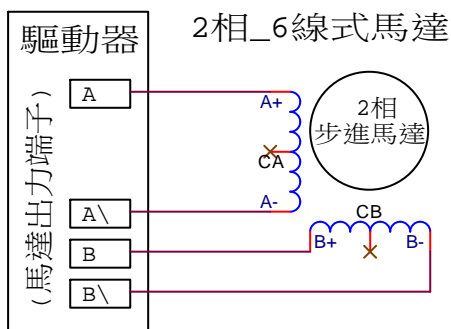 2相_6線式馬達
驅動器
(馬達出力端子)
A
A\
B
B\
A+
CA
A-
2相
步進馬達
CB
B+
B-